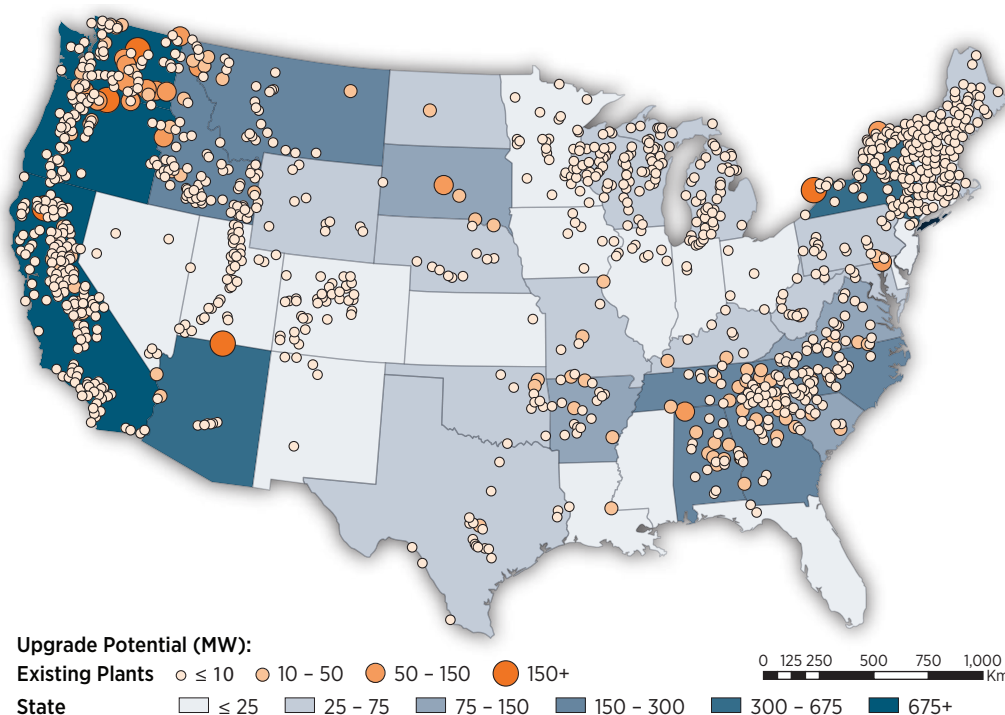 Upgrade Potential (MW):
Existing Plants ≤ 10 10 – 50 50 – 150 150+
State ≤ 25 25 – 75 75 – 150 150 – 300 300 – 675 675+
0 125 250 500 750 1,000
Km